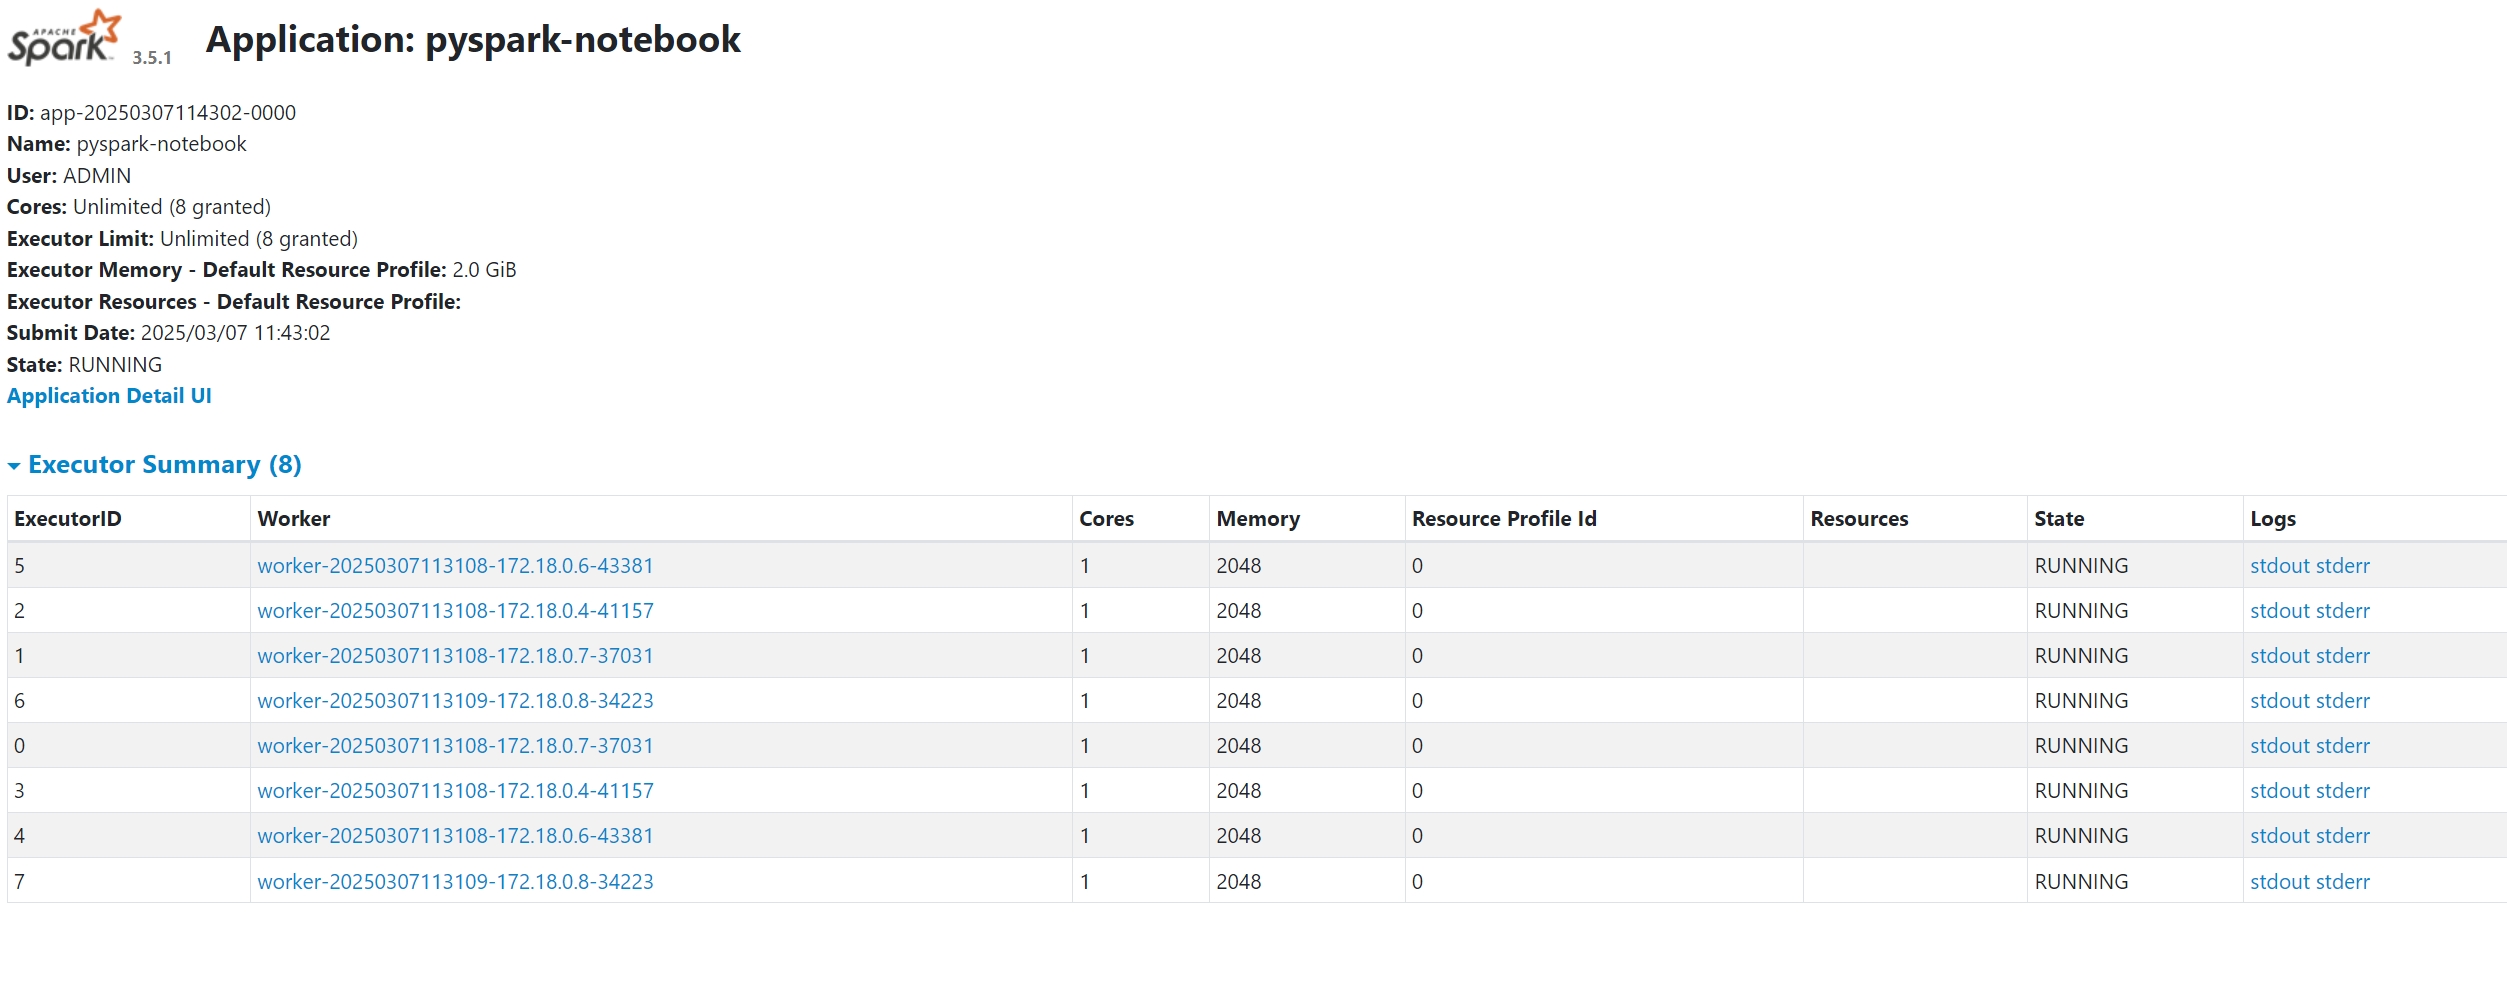 APACHE
Spark™ 3.5.1 Application: pyspark-notebook
ID: app-20250307114302-0000
Name: pyspark-notebook
User: ADMIN
Cores: Unlimited (8 granted)
Executor Limit: Unlimited (8 granted)
Executor Memory - Default Resource Profile: 2.0 GiB
Executor Resources - Default Resource Profile:
Submit Date: 2025/03/07 11:43:02
State: RUNNING
Application Detail UI
Executor Summary (8)
ExecutorID Worker Cores Memory Resource Profile Id Resources State Logs
5 worker-20250307113108-172.18.0.6-43381 1 2048 0 RUNNING stdout stderr
2 worker-20250307113108-172.18.0.4-41157 1 2048 0 RUNNING stdout stderr
1 worker-20250307113108-172.18.0.7-37031 1 2048 0 RUNNING stdout stderr
6 worker-20250307113109-172.18.0.8-34223 1 2048 0 RUNNING stdout stderr
0 worker-20250307113108-172.18.0.7-37031 1 2048 0 RUNNING stdout stderr
3 worker-20250307113108-172.18.0.4-41157 1 2048 0 RUNNING stdout stderr
4 worker-20250307113108-172.18.0.6-43381 1 2048 0 RUNNING stdout stderr
7 worker-20250307113109-172.18.0.8-34223 1 2048 0 RUNNING stdout stderr